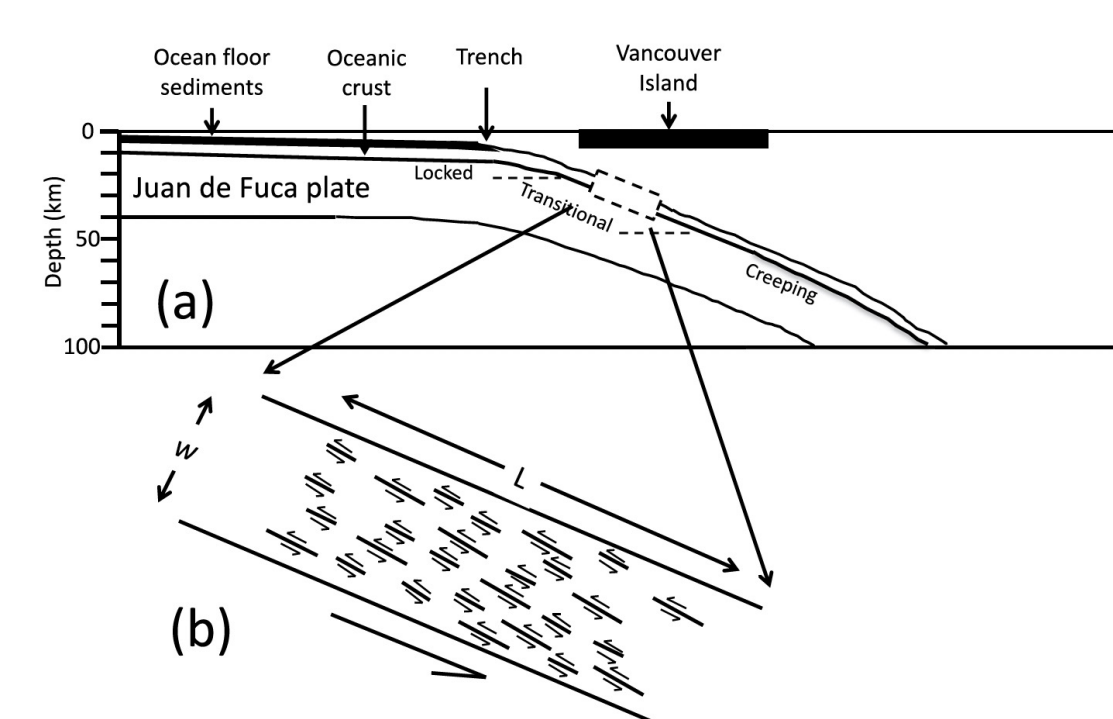 Ocean floor
sediments
Oceanic
crust
Trench
Vancouver
Island
0
50
100
Depth (km)
Locked
Juan de Fuca plate
Transitional
Creeping
(a)
w
L
(b)